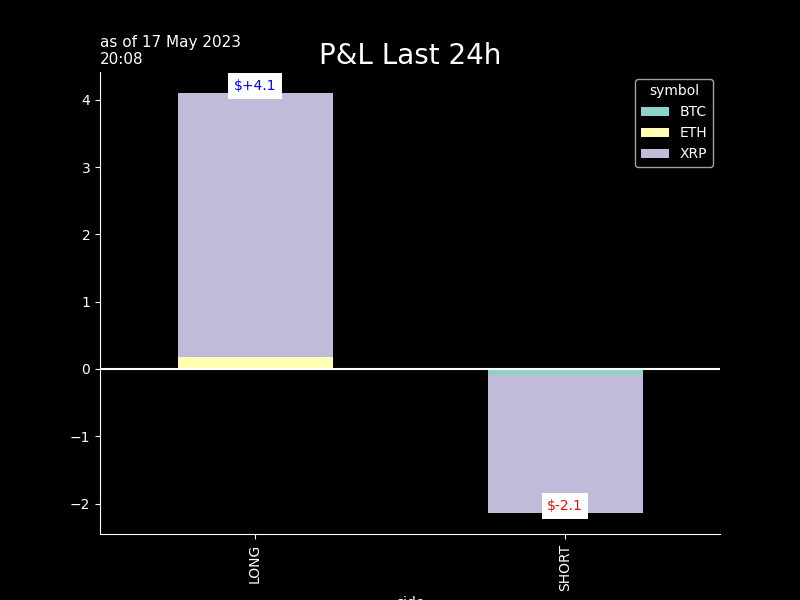 as of 17 May 2023
20:08
P&L Last 24h
symbol
BTC
ETH
XRP
$+4.1
4
3
2
1
0
−1
−2
$-2.1
LONG
SHORT
side